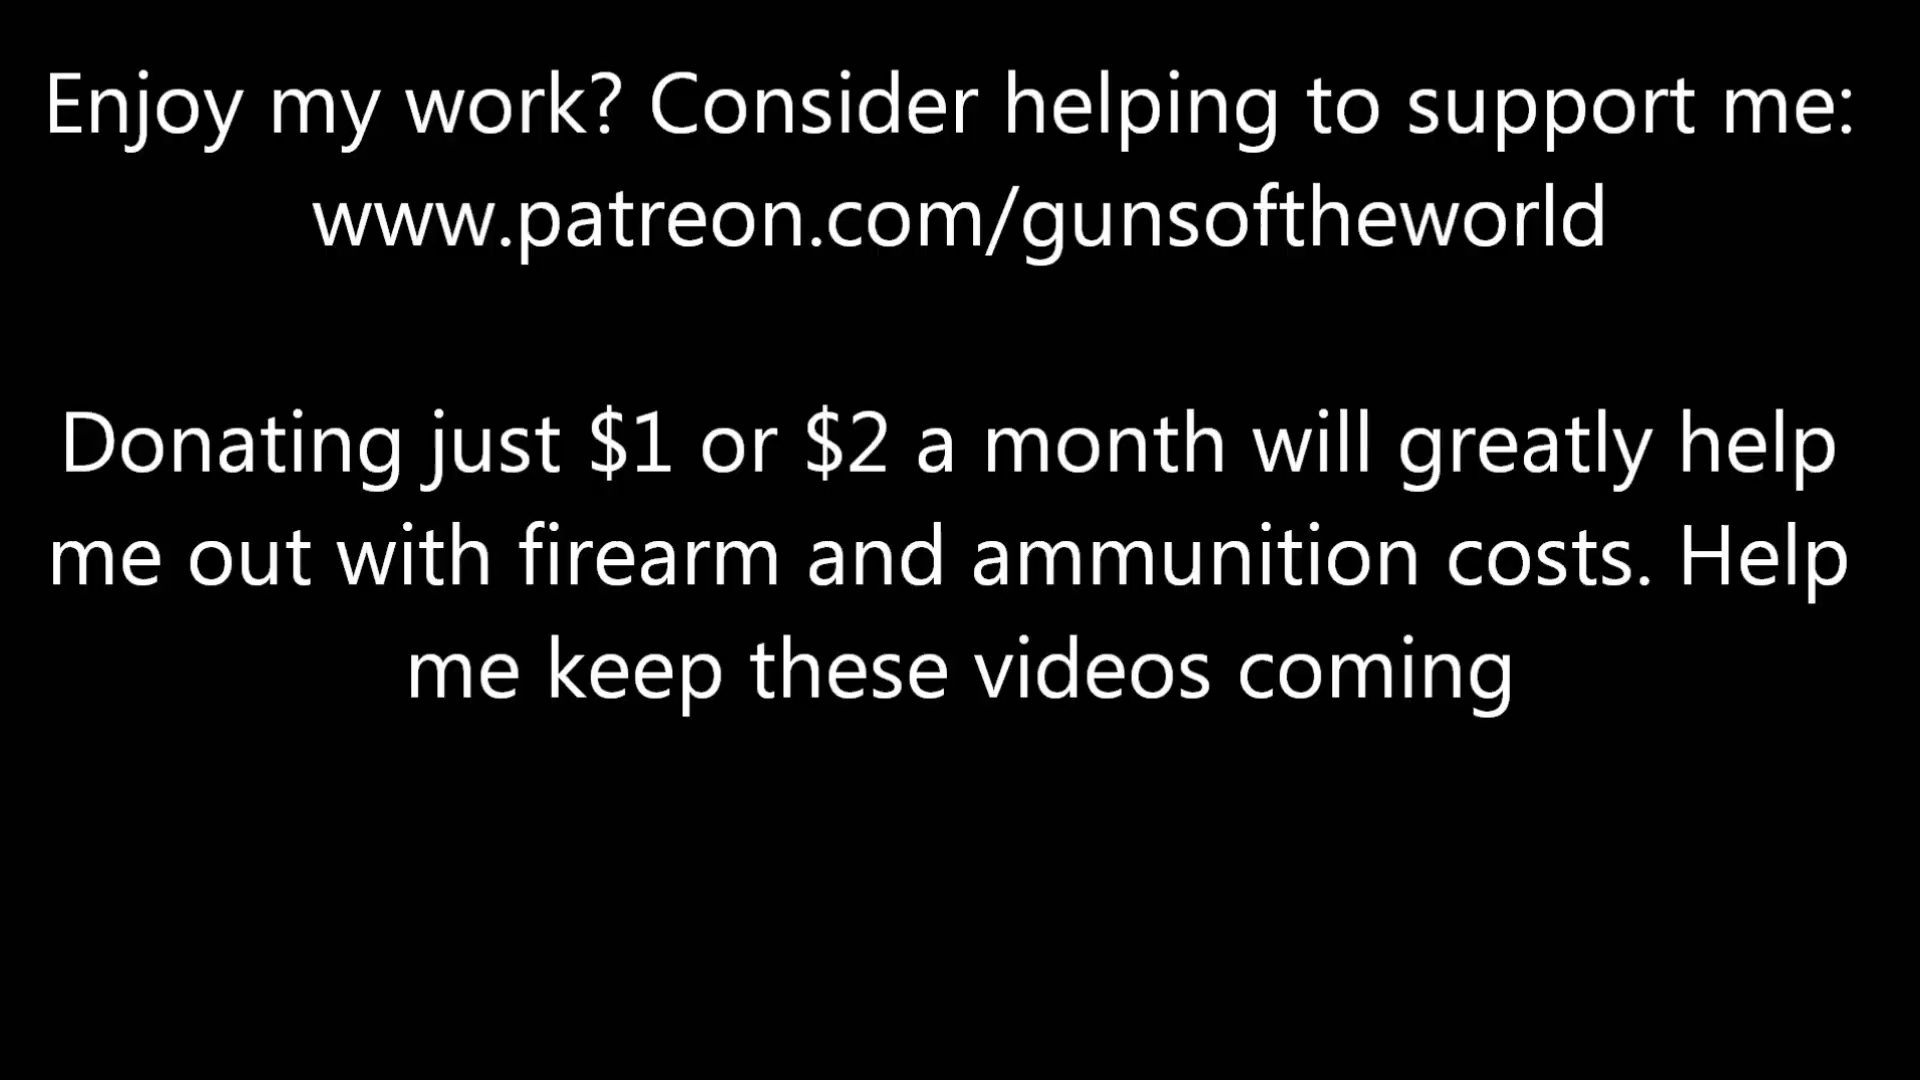 Enjoy my work? Consider helping to support me:
www.patreon.com/gunsoftheworld
Donating just $1 or $2 a month will greatly help
me out with firearm and ammunition costs. Help
me keep these videos coming